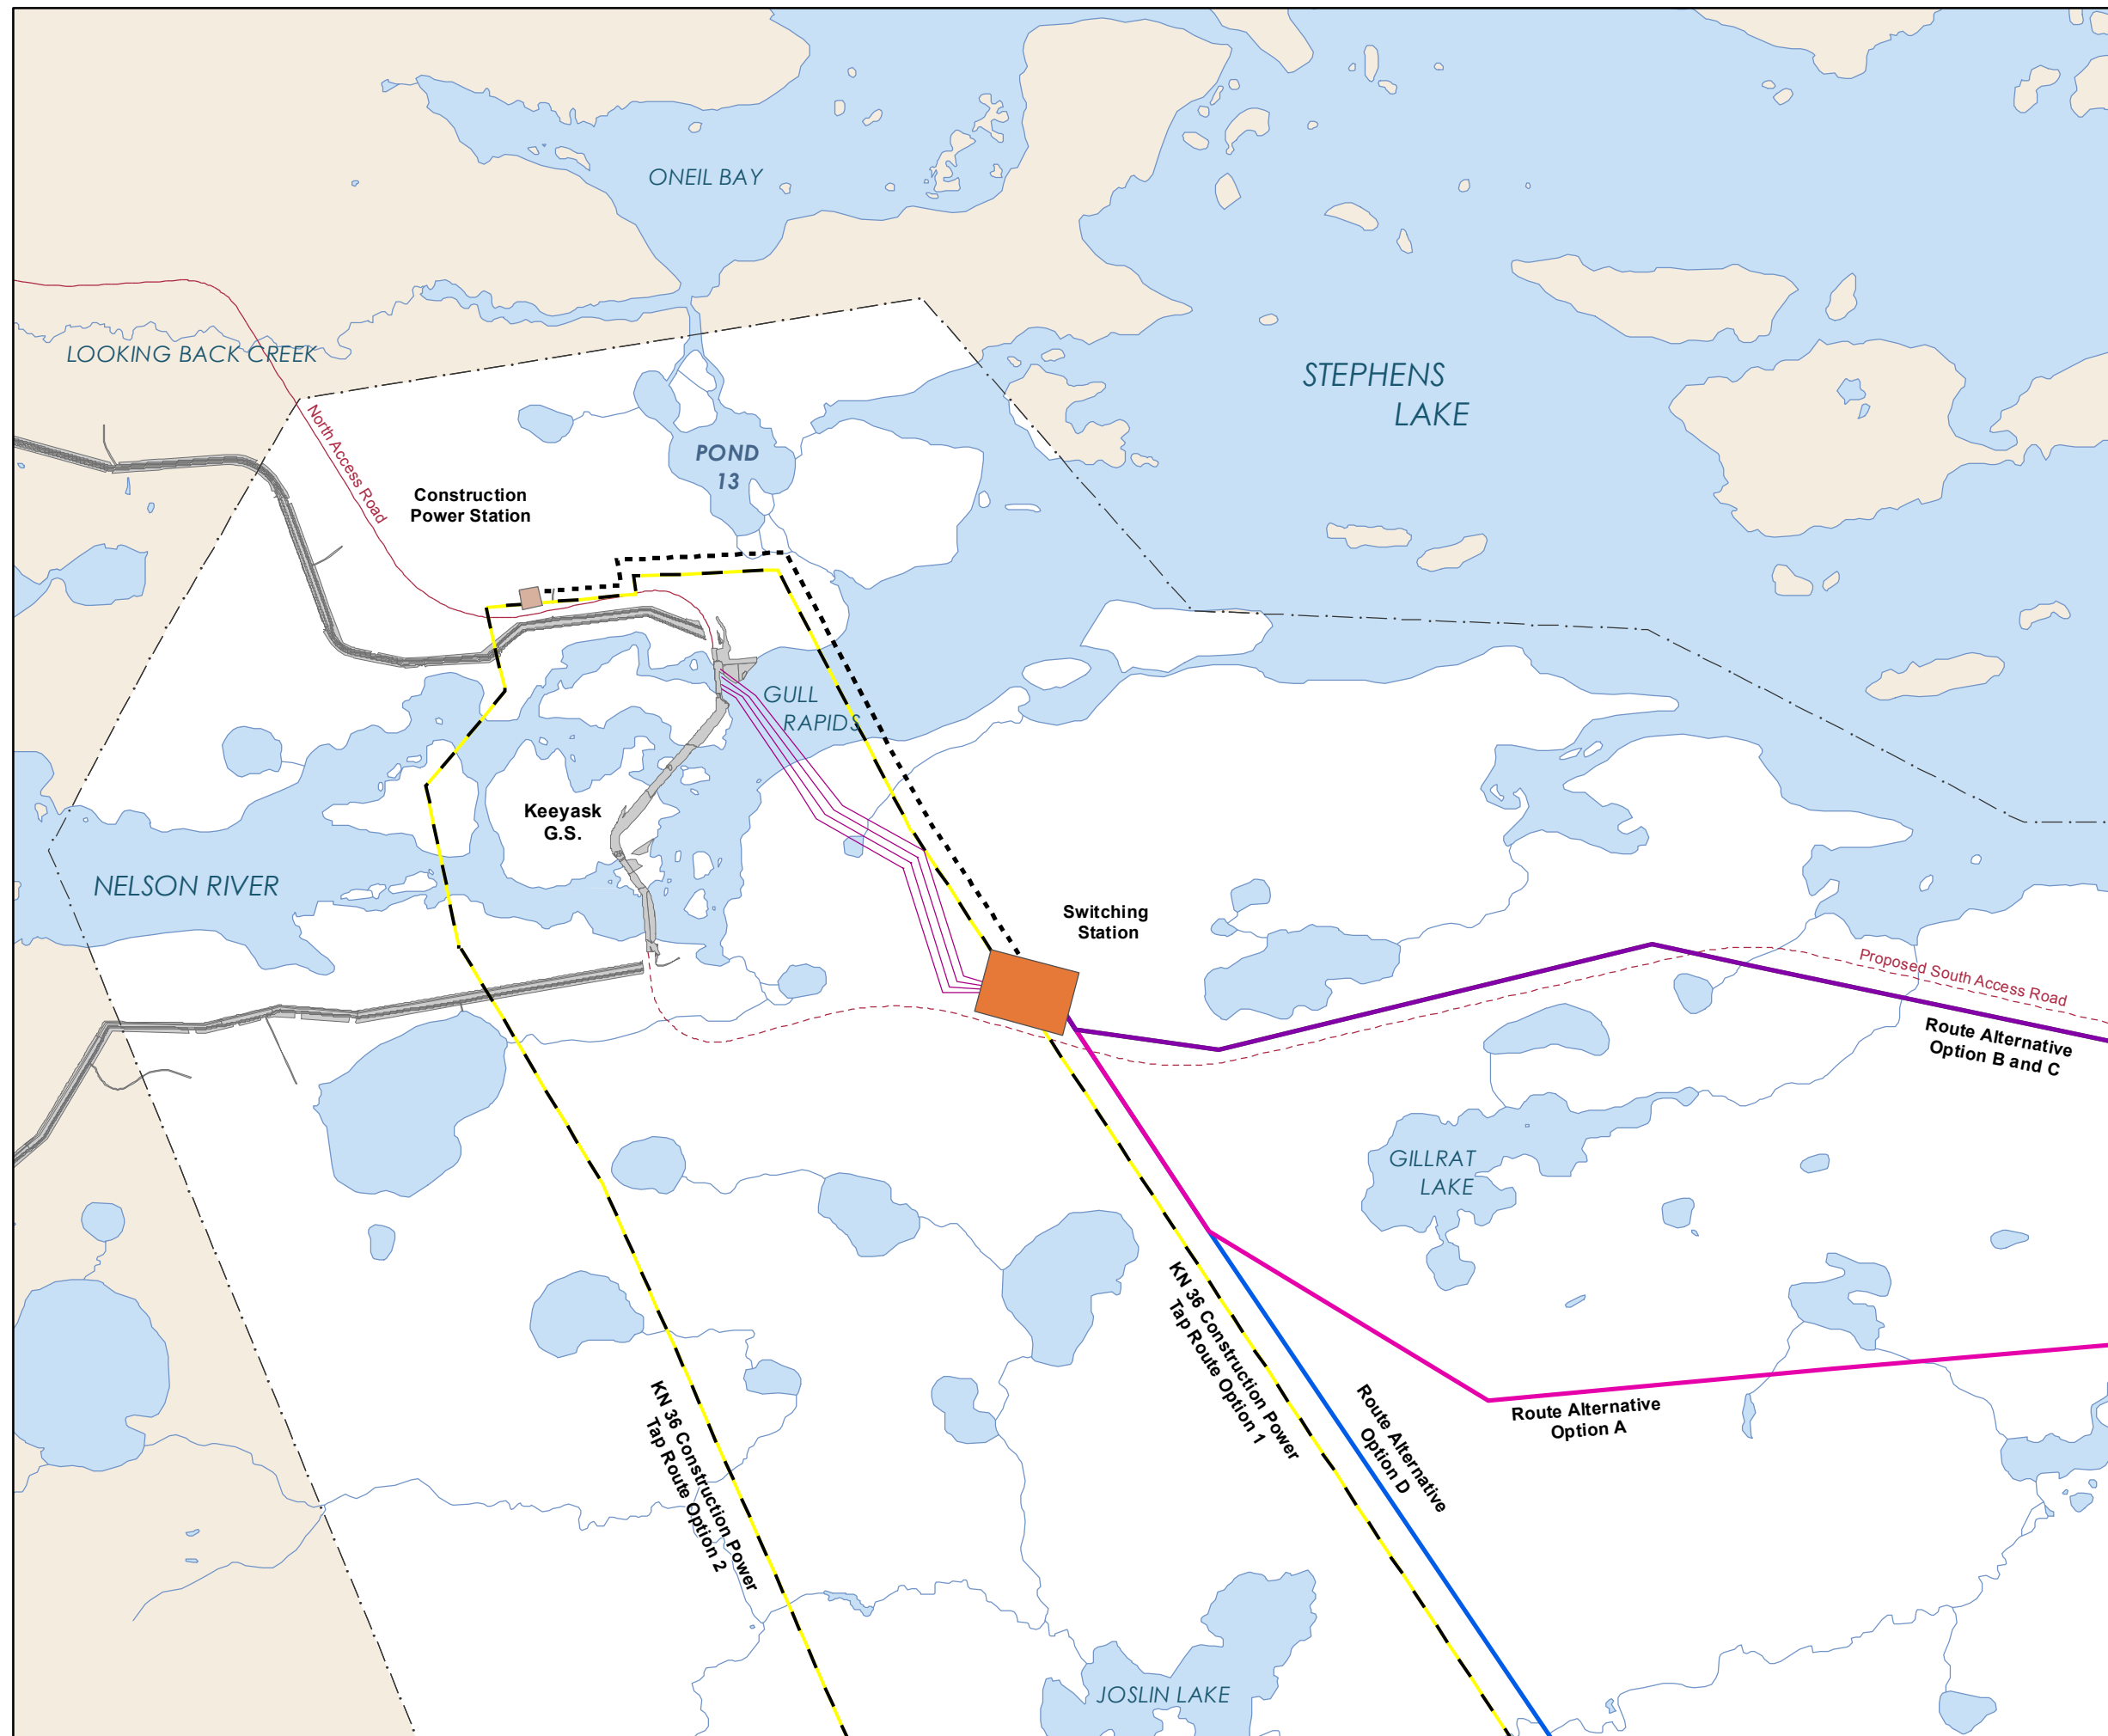 ONEIL BAY
LOOKING BACK CREEK
STEPHENS
LAKE
North Access Road
POND
13
Construction
Power Station
GULL
RAPIDS
Keeyask
G.S.
NELSON RIVER
Switching
Station
Proposed South Access Road
Route Alternative
Option B and C
GILLRAT
LAKE
KN 36 Construction Power
Tap Route Option 1
Route Alternative
Option D
Route Alternative
Option A
KN 36 Construction Power
Tap Route Option 2
JOSLIN LAKE